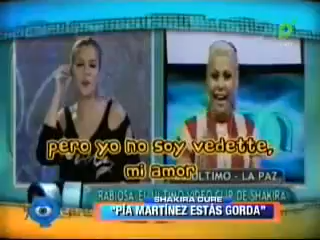 pero yo no soy vedette,
mi amor
ÚLTIMO - LA PAZ
RABIOSA, EL ULTIMO VIDEO CLIP DE SHAKIRA
SHAKIRA CURE
"PÍA MARTÍNEZ ESTÁS GORDA"